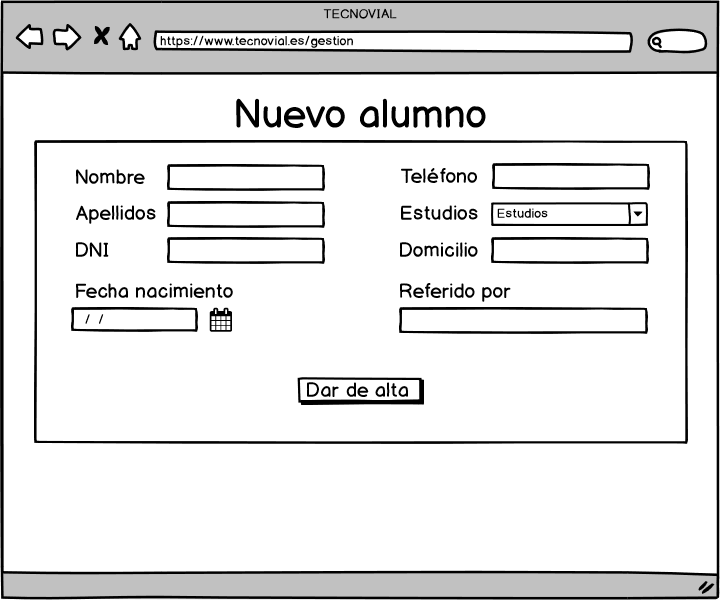 TECNOVIAL
https://www.tecnovial.es/gestion
Nuevo alumno
Nombre
Teléfono
Apellidos
Estudios Estudios
DNI
Domicilio
Fecha nacimiento
Referido por
/ /
Dar de alta